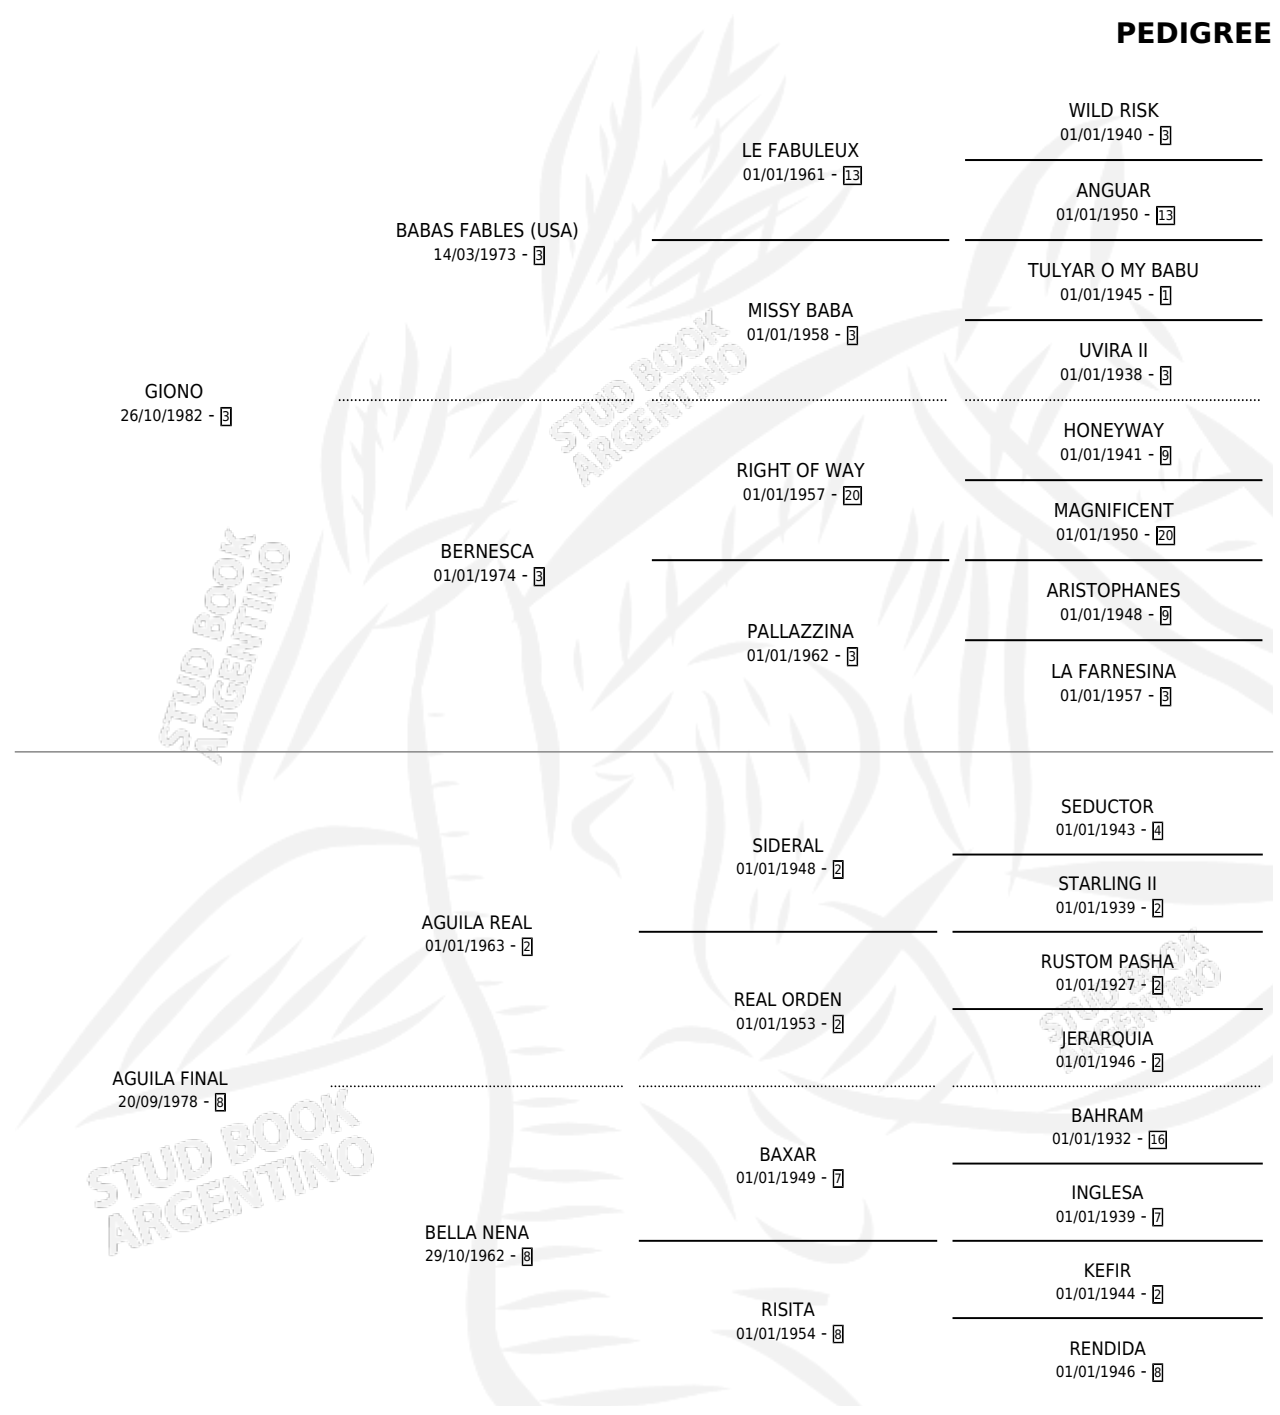 PEDIGREE
WILD RISK
01/01/1940 - 3
LE FABULEUX
01/01/1961 - 13
ANGUAR
01/01/1950 - 13
BABAS FABLES (USA)
14/03/1973 - 3
TULYAR O MY BABU
01/01/1945 - 1
MISSY BABA
01/01/1958 - 3
UVIRA II
01/01/1938 - 3
GIONO
26/10/1982 - 3
HONEYWAY
01/01/1941 - 9
RIGHT OF WAY
01/01/1957 - 20
MAGNIFICENT
01/01/1950 - 20
BERNESCA
01/01/1974 - 3
ARISTOPHANES
01/01/1948 - 9
PALLAZZINA
01/01/1962 - 3
LA FARNESINA
01/01/1957 - 3
SEDUCTOR
01/01/1943 - 4
SIDERAL
01/01/1948 - 2
STARLING II
01/01/1939 - 2
AGUILA REAL
01/01/1963 - 2
RUSTOM PASHA
01/01/1927 - 2
REAL ORDEN
01/01/1953 - 2
JERARQUIA
01/01/1946 - 2
AGUILA FINAL
20/09/1978 - 8
BAHRAM
01/01/1932 - 16
BAXAR
01/01/1949 - 7
INGLESA
01/01/1939 - 7
BELLA NENA
29/10/1962 - 8
KEFIR
01/01/1944 - 2
RISITA
01/01/1954 - 8
RENDIDA
01/01/1946 - 8
STUD BOOK
ARGENTINO
STUD BOOK
ARGENTINO
STUD BOOK
ARGENTINO
STUD BOOK
ARGENTINO